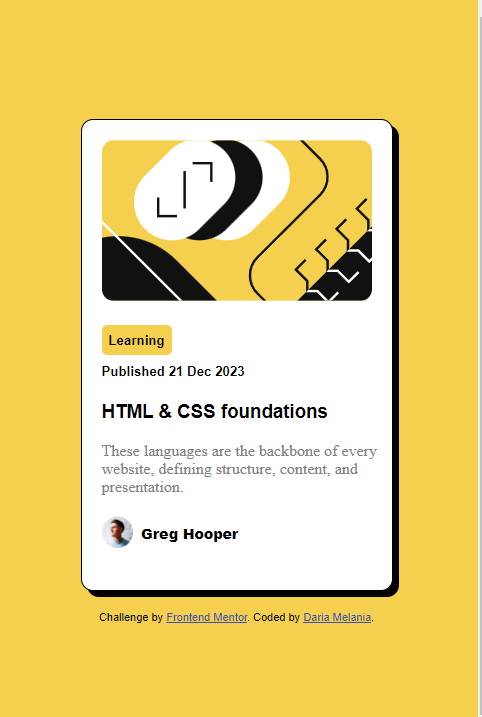 Learning
Published 21 Dec 2023
HTML & CSS foundations
These languages are the backbone of every
website, defining structure, content, and
presentation.
Greg Hooper
Challenge by Frontend Mentor. Coded by Daria Melania.